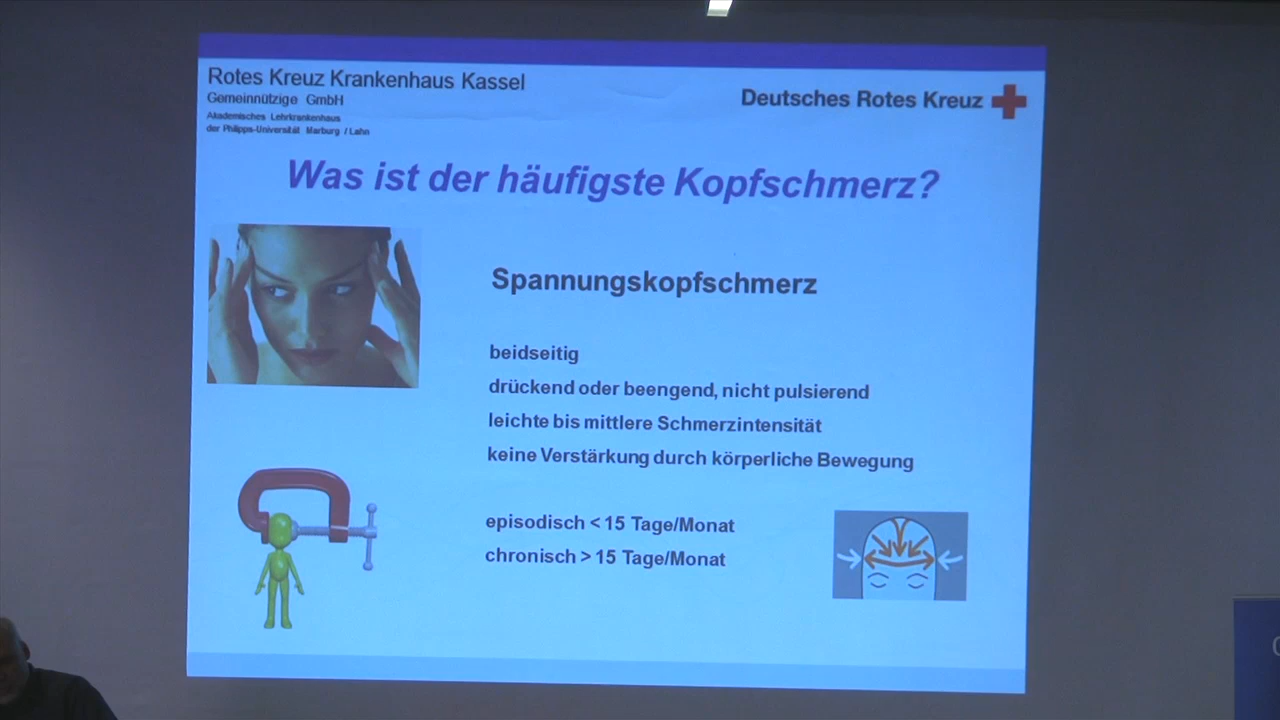 Rotes Kreuz Krankenhaus Kassel
Gemeinnützige GmbH
Akademisches Lehrkrankenhaus
der Philipps-Universität Marburg / Lahn
Deutsches Rotes Kreuz
Was ist der häufigste Kopfschmerz?
Spannungskopfschmerz
beidseitig
drückend oder beengend, nicht pulsierend
leichte bis mittlere Schmerzintensität
keine Verstärkung durch körperliche Bewegung
episodisch < 15 Tage/Monat
chronisch > 15 Tage/Monat